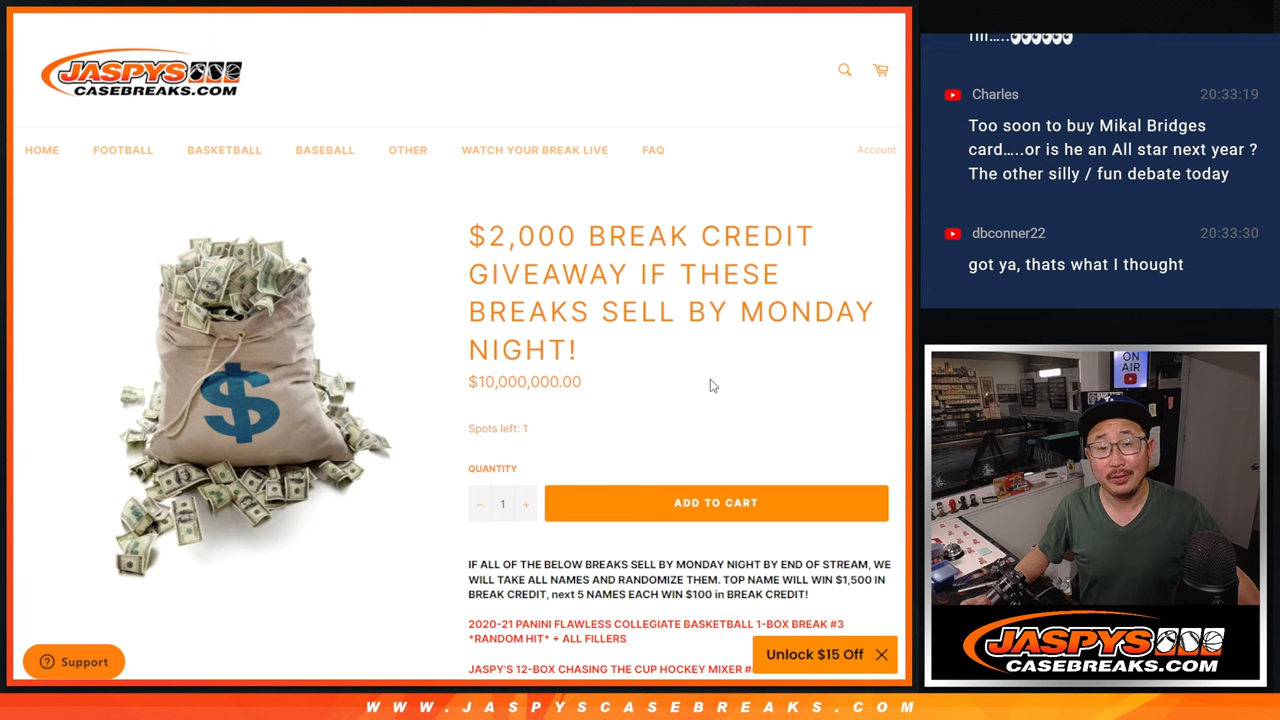 JASPYS
CASEBREAKS.COM
HOME FOOTBALL BASKETBALL BASEBALL OTHER WATCH YOUR BREAK LIVE FAQ Account
$2,000 BREAK CREDIT
GIVEAWAY IF THESE
BREAKS SELL BY MONDAY
NIGHT!
$10,000,000.00
Spots left: 1
QUANTITY
− 1 + ADD TO CART
IF ALL OF THE BELOW BREAKS SELL BY MONDAY NIGHT BY END OF STREAM, WE
WILL TAKE ALL NAMES AND RANDOMIZE THEM. TOP NAME WILL WIN $1,500 IN
BREAK CREDIT, next 5 NAMES EACH WIN $100 in BREAK CREDIT!
2020-21 PANINI FLAWLESS COLLEGIATE BASKETBALL 1-BOX BREAK #3
*RANDOM HIT* + ALL FILLERS
JASPY'S 12-BOX CHASING THE CUP HOCKEY MIXER
Support
Unlock $15 Off
Charles 20:33:19
Too soon to buy Mikal Bridges
card.....or is he an All star next year ?
The other silly / fun debate today
dbconner22 20:33:30
got ya, thats what I thought
ON
AIR
JASPYS
CASEBREAKS.COM
WWW.JASPYSCASEBREAKS.COM